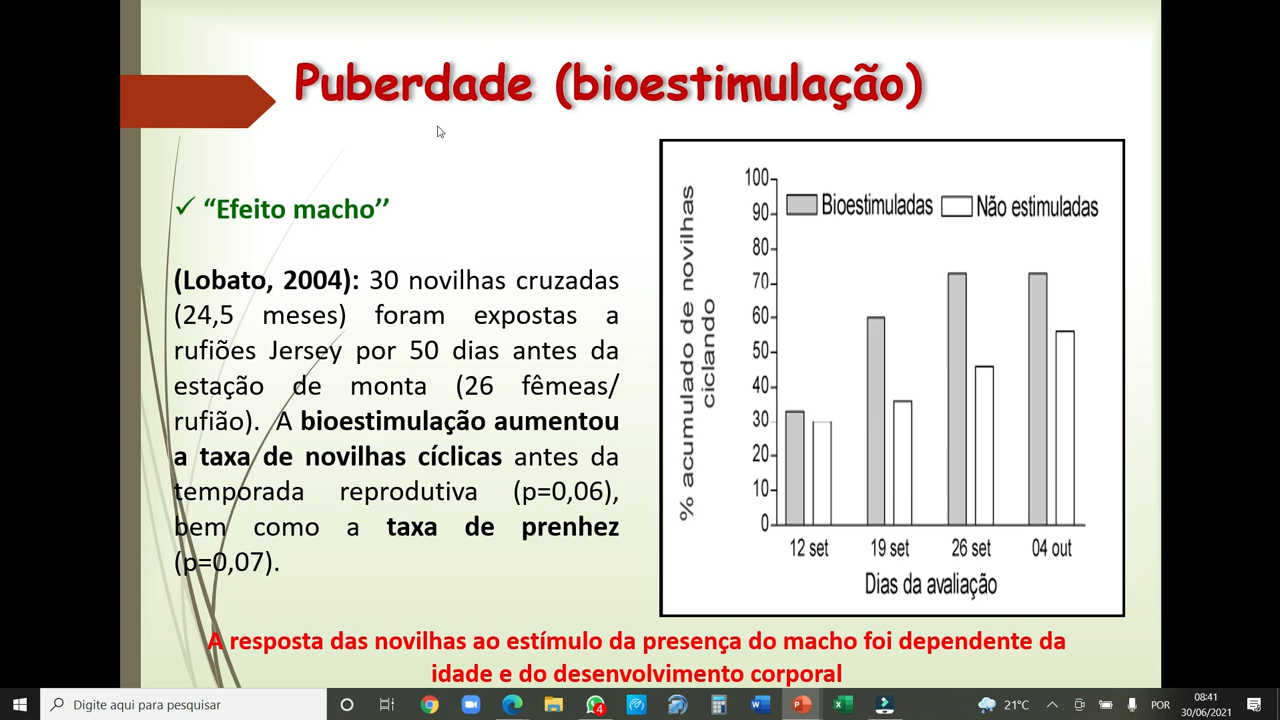 Puberdade (bioestimulação)
✓ “Efeito macho’’
(Lobato, 2004): 30 novilhas cruzadas
(24,5 meses) foram expostas a
rufiões Jersey por 50 dias antes da
estação de monta (26 fêmeas/
rufião). A bioestimulação aumentou
a taxa de novilhas cíclicas antes da
temporada reprodutiva (p=0,06),
bem como a taxa de prenhez
(p=0,07).
% acumulado de novilhas
ciclando
100
90
80
70
60
50
40
30
20
10
0
Bioestimuladas Não estimuladas
12 set 19 set 26 set 04 out
Dias da avaliação
A resposta das novilhas ao estímulo da presença do macho foi dependente da
idade e do desenvolvimento corporal
Digite aqui para pesquisar
4
21°C
POR
08:41
30/06/2021